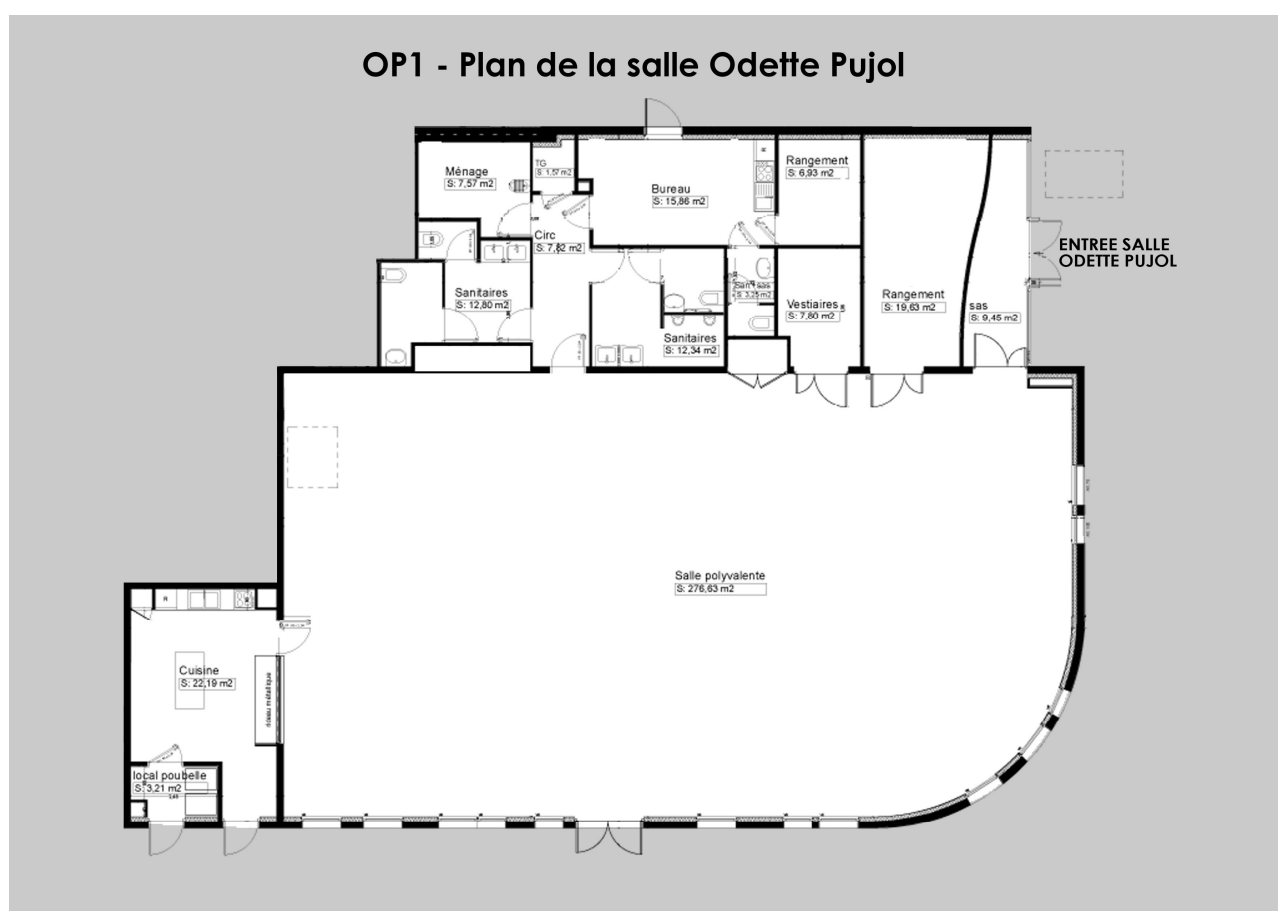 OP1 - Plan de la salle Odette Pujol
Ménage
S: 7,57 m2
TG
S: 1,57 m2
Bureau
S: 15,86 m2
R
Rangement
S: 6,93 m2
Circ
S: 7,82 m2
ENTREE SALLE
ODETTE PUJOL
Sanitaires
S: 12,80 m2
S: 3,25 m2
Vestiaires
S: 7,80 m2
Rangement
S: 19,63 m2
sas
S: 9,45 m2
Sanitaires
S: 12,34 m2
Salle polyvalente
S: 276,63 m2
R
Cuisine
S: 22,19 m2
local poubelle
S: 3,21 m2